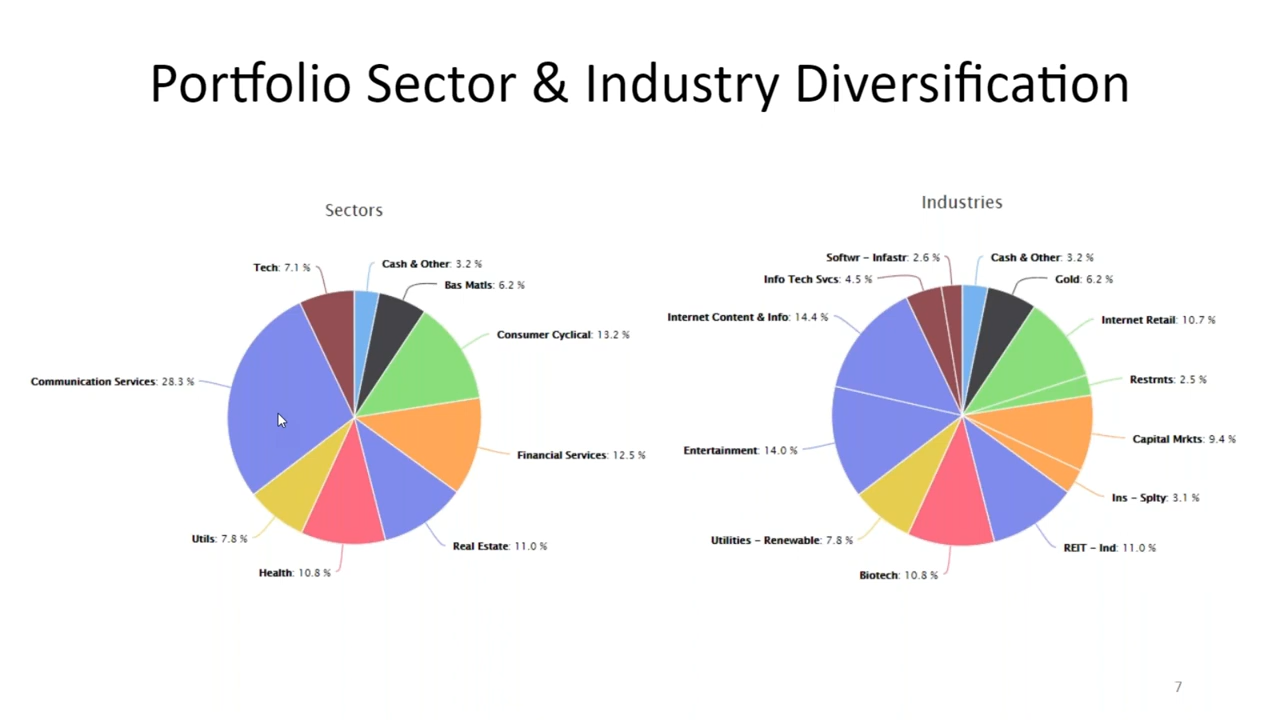 Portfolio Sector & Industry Diversification
Sectors
Tech: 7.1 %
Cash & Other: 3.2 %
Bas Matls: 6.2 %
Consumer Cyclical: 13.2 %
Communication Services: 28.3 %
Financial Services: 12.5 %
Utils: 7.8 %
Real Estate: 11.0 %
Health: 10.8 %
Industries
Softwr – Infastr: 2.6 %
Cash & Other: 3.2 %
Info Tech Svcs: 4.5 %
Gold: 6.2 %
Internet Content & Info: 14.4 %
Internet Retail: 10.7 %
Restrnts: 2.5 %
Capital Mrkts: 9.4 %
Entertainment: 14.0 %
Ins – Splty: 3.1 %
Utilities – Renewable: 7.8 %
REIT – Ind: 11.0 %
Biotech: 10.8 %
7